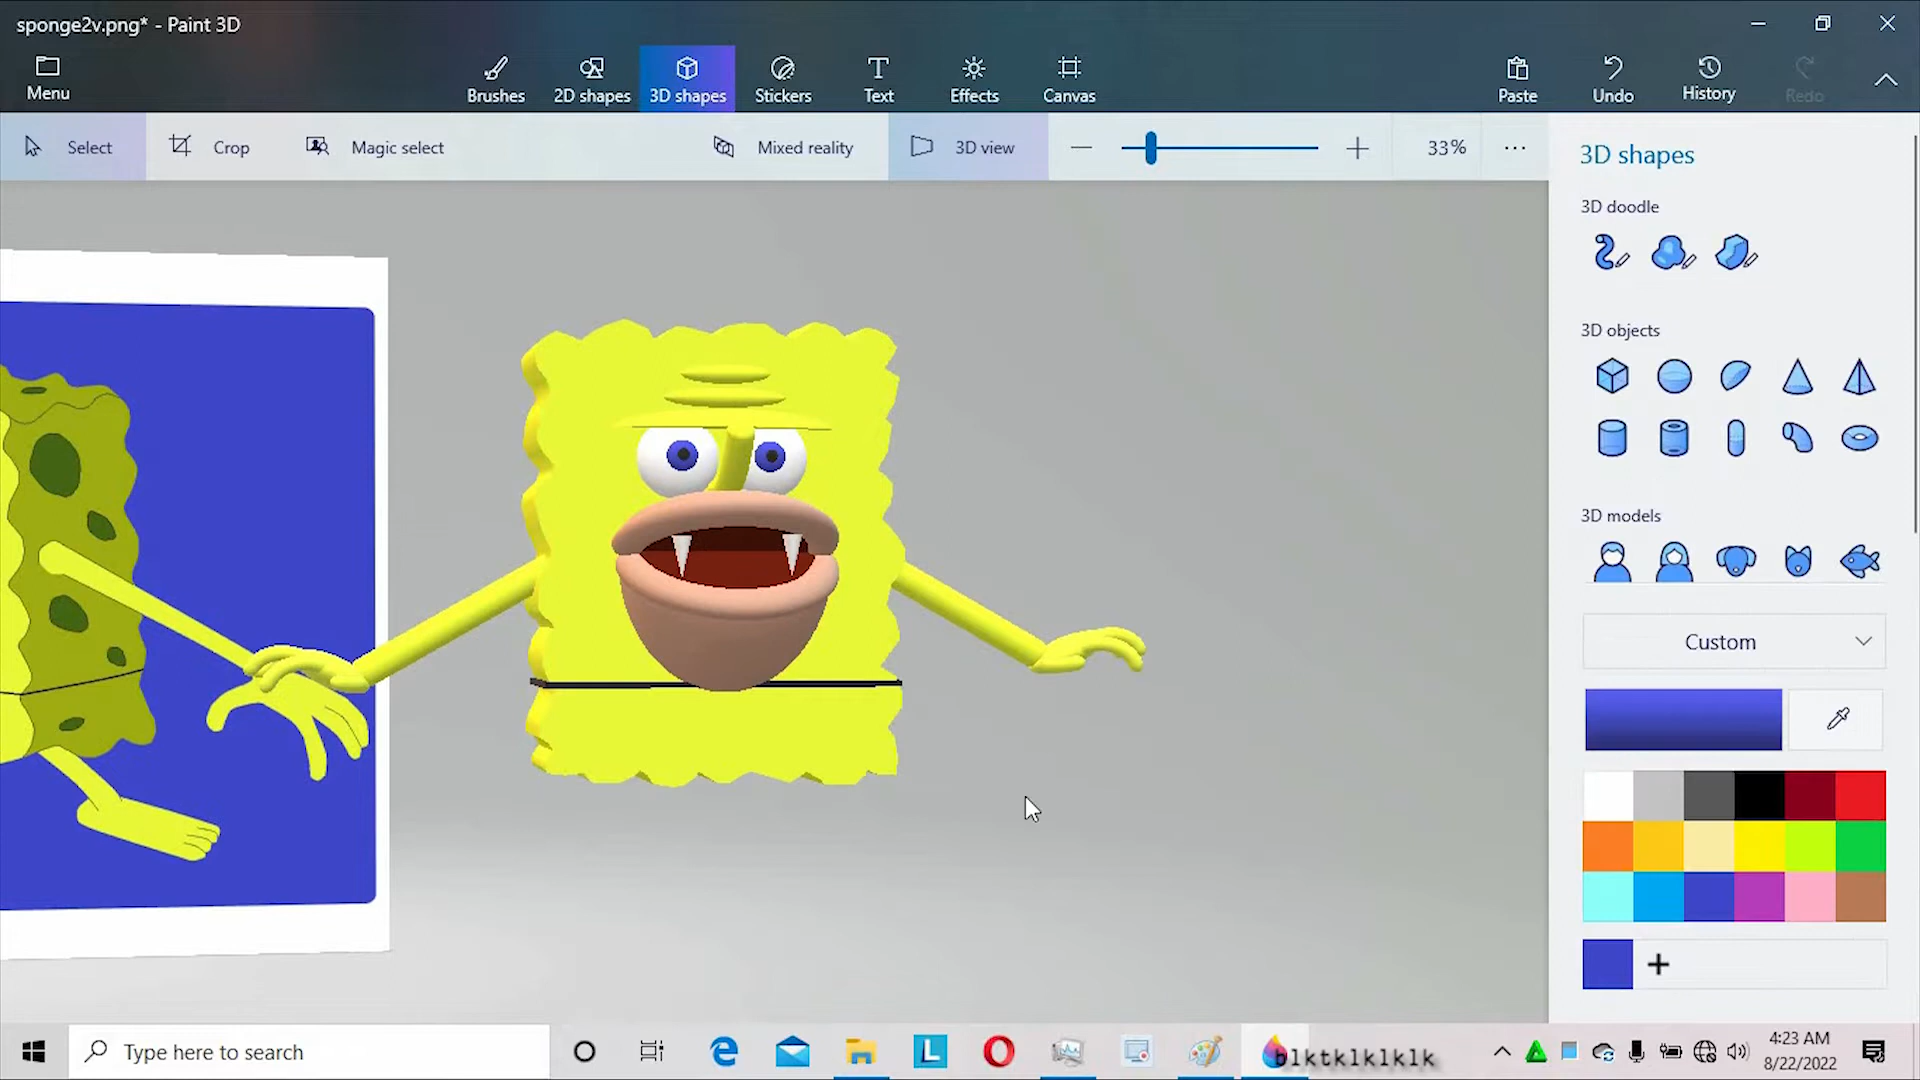 sponge2v.png* - Paint 3D
Menu
Brushes
2D shapes
3D shapes
Stickers
Text
Effects
Canvas
Paste
Undo
History
Redo
Select
Crop
Magic select
Mixed reality
3D view
33%
3D shapes
3D doodle
3D objects
3D models
Custom
Type here to search
blktklklklk
4:23 AM
8/22/2022